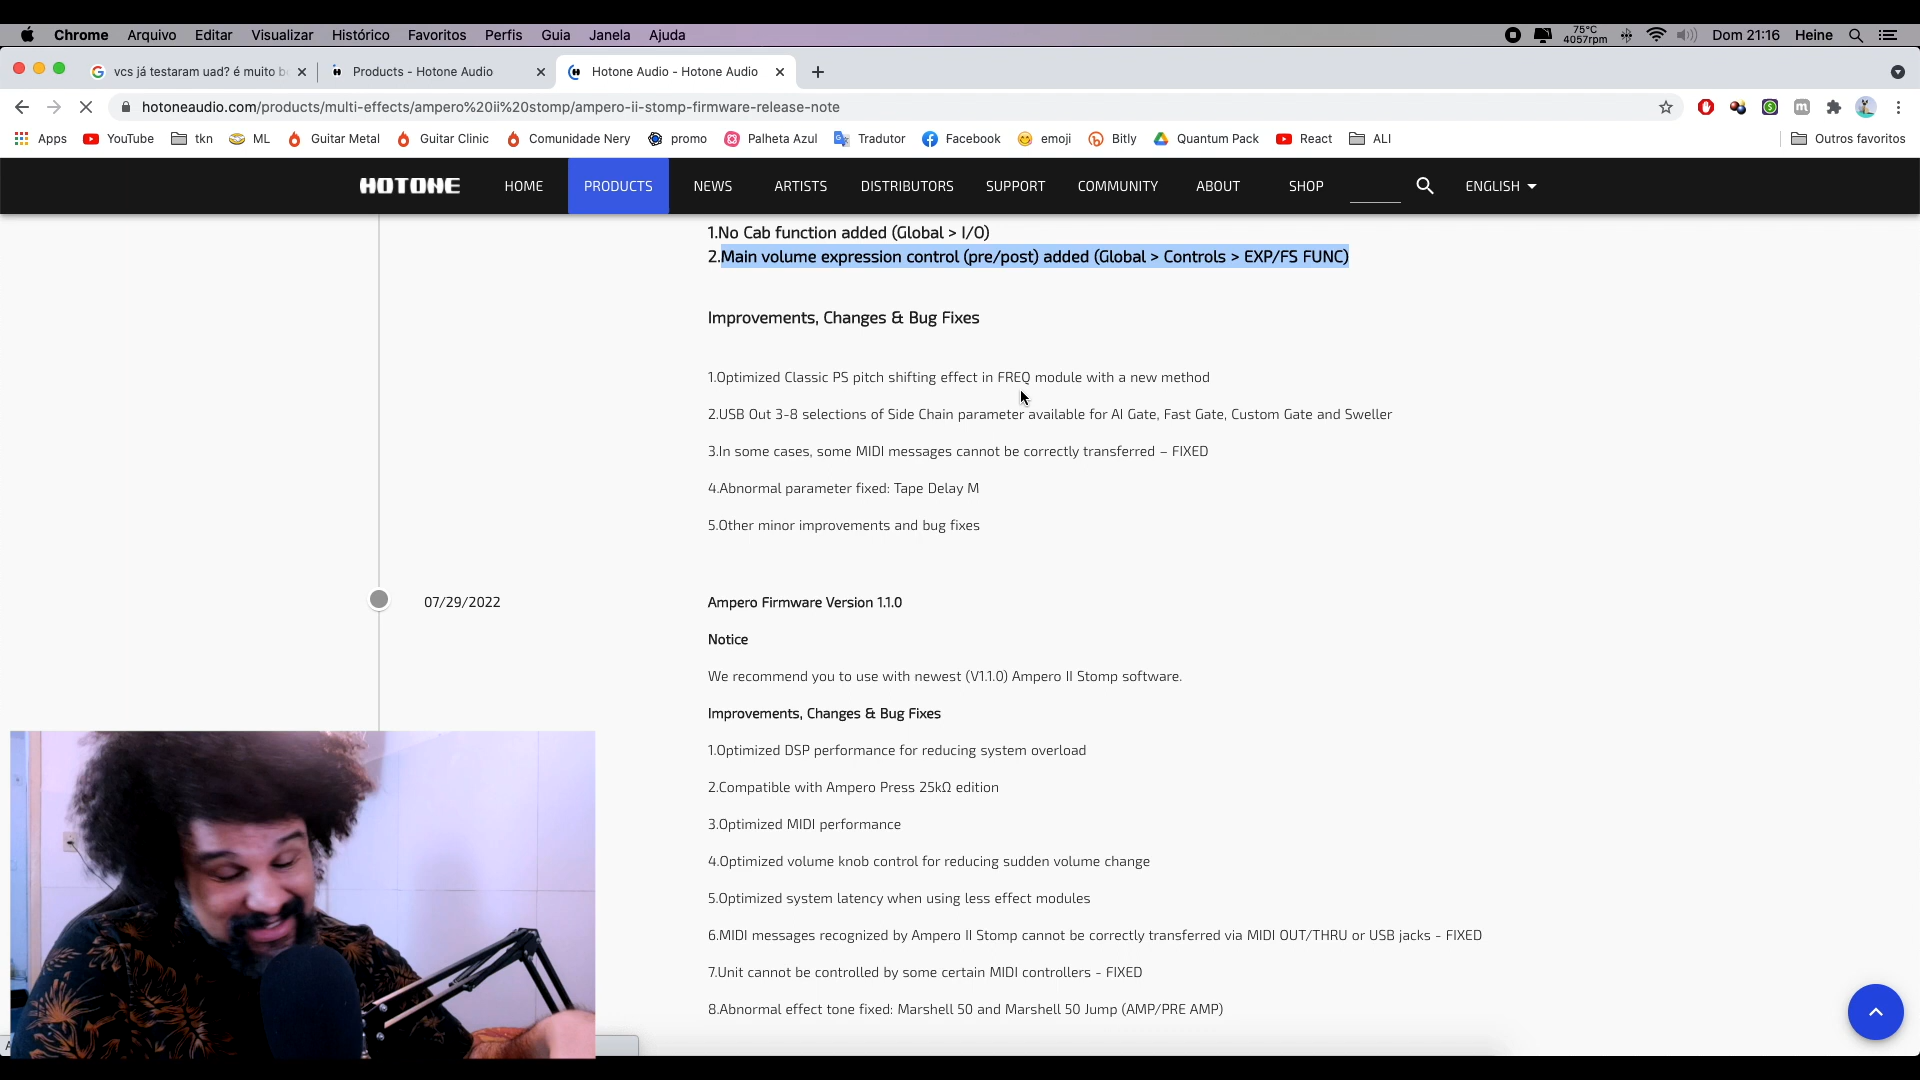 Chrome Arquivo Editar Visualizar Histórico Favoritos Perfis Guia Janela Ajuda 75°C 4057rpm Dom 21:16 Heine
vcs já testaram uad? é muito Products - Hotone Audio Hotone Audio - Hotone Audio
hotoneaudio.com/products/multi-effects/ampero%20ii%20stomp/ampero-ii-stomp-firmware-release-note
Apps YouTube tkn ML Guitar Metal Guitar Clinic Comunidade Nery promo Palheta Azul Tradutor Facebook emoji Bitly Quantum Pack React ALI Outros favoritos
HOTONE HOME PRODUCTS NEWS ARTISTS DISTRIBUTORS SUPPORT COMMUNITY ABOUT SHOP ENGLISH
1.No Cab function added (Global > I/O)
2.Main volume expression control (pre/post) added (Global > Controls > EXP/FS FUNC)
Improvements, Changes & Bug Fixes
1.Optimized Classic PS pitch shifting effect in FREQ module with a new method
2.USB Out 3-8 selections of Side Chain parameter available for AI Gate, Fast Gate, Custom Gate and Sweller
3.In some cases, some MIDI messages cannot be correctly transferred – FIXED
4.Abnormal parameter fixed: Tape Delay M
5.Other minor improvements and bug fixes
07/29/2022 Ampero Firmware Version 1.1.0
Notice
We recommend you to use with newest (V1.1.0) Ampero II Stomp software.
Improvements, Changes & Bug Fixes
1.Optimized DSP performance for reducing system overload
2.Compatible with Ampero Press 25kΩ edition
3.Optimized MIDI performance
4.Optimized volume knob control for reducing sudden volume change
5.Optimized system latency when using less effect modules
6.MIDI messages recognized by Ampero II Stomp cannot be correctly transferred via MIDI OUT/THRU or USB jacks - FIXED
7.Unit cannot be controlled by some certain MIDI controllers - FIXED
8.Abnormal effect tone fixed: Marshell 50 and Marshell 50 Jump (AMP/PRE AMP)